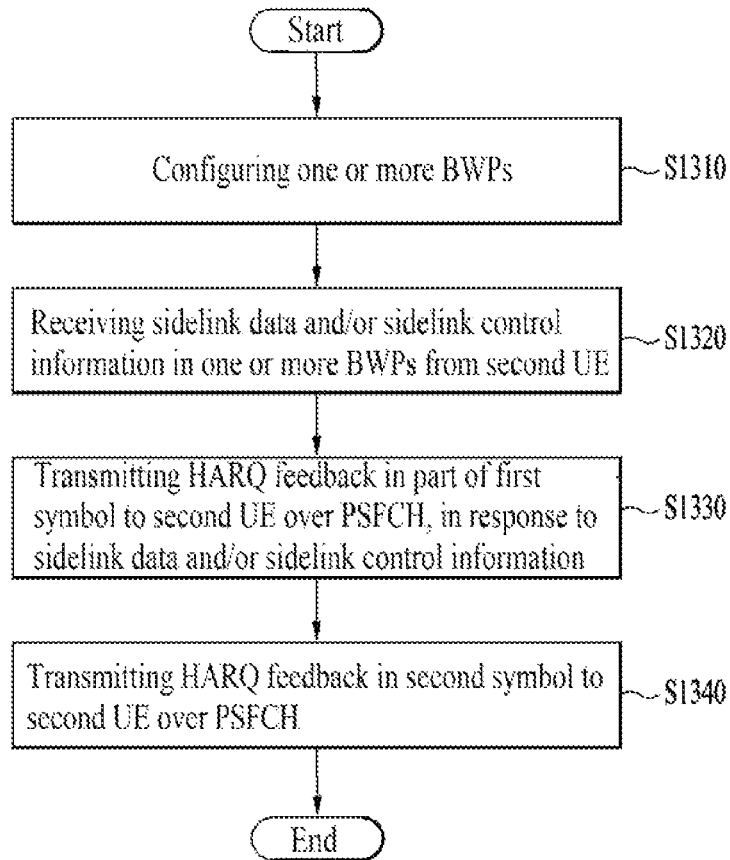 Start
Configuring one or more BWPs
S1310
Receiving sidelink data and/or sidelink control
information in one or more BWPs from second UE
S1320
Transmitting HARQ feedback in part of first
symbol to second UE over PSFCH, in response to
sidelink data and/or sidelink control information
S1330
Transmitting HARQ feedback in second symbol to
second UE over PSFCH
S1340
End